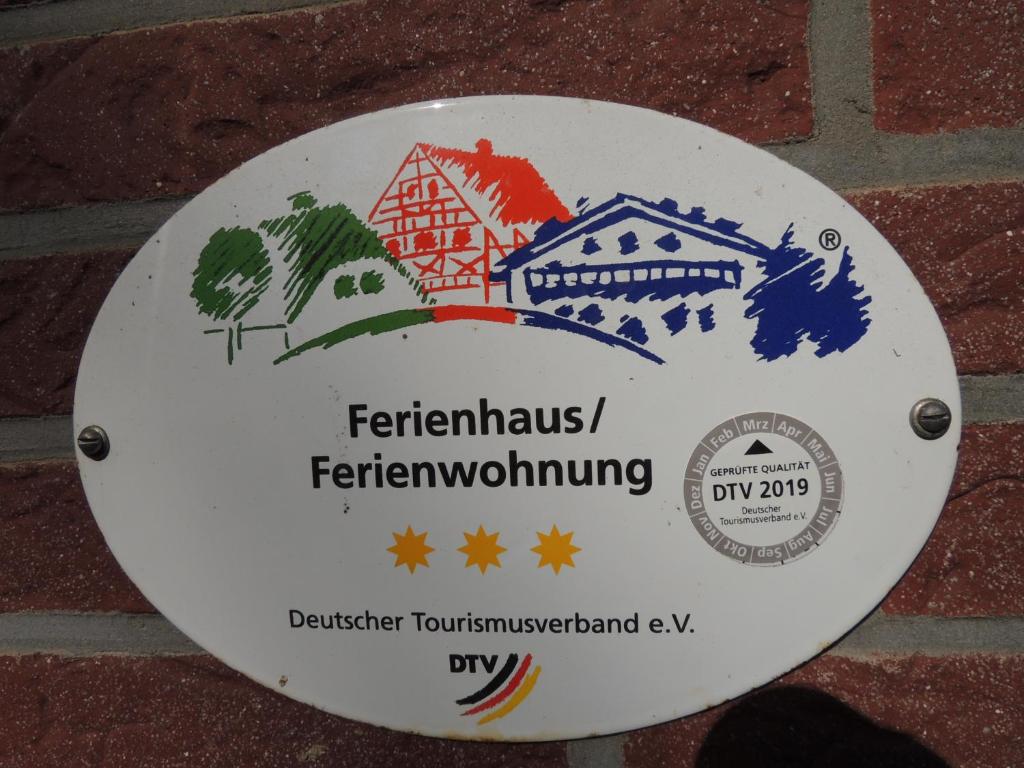 ®
Ferienhaus/
Ferienwohnung
Jan Feb Mrz Apr Mai Jun Jul Aug Sep Okt Nov Dez
GEPRÜFTE QUALITÄT
DTV 2019
Deutscher
Tourismusverband e.V.
Deutscher Tourismusverband e.V.
DTV